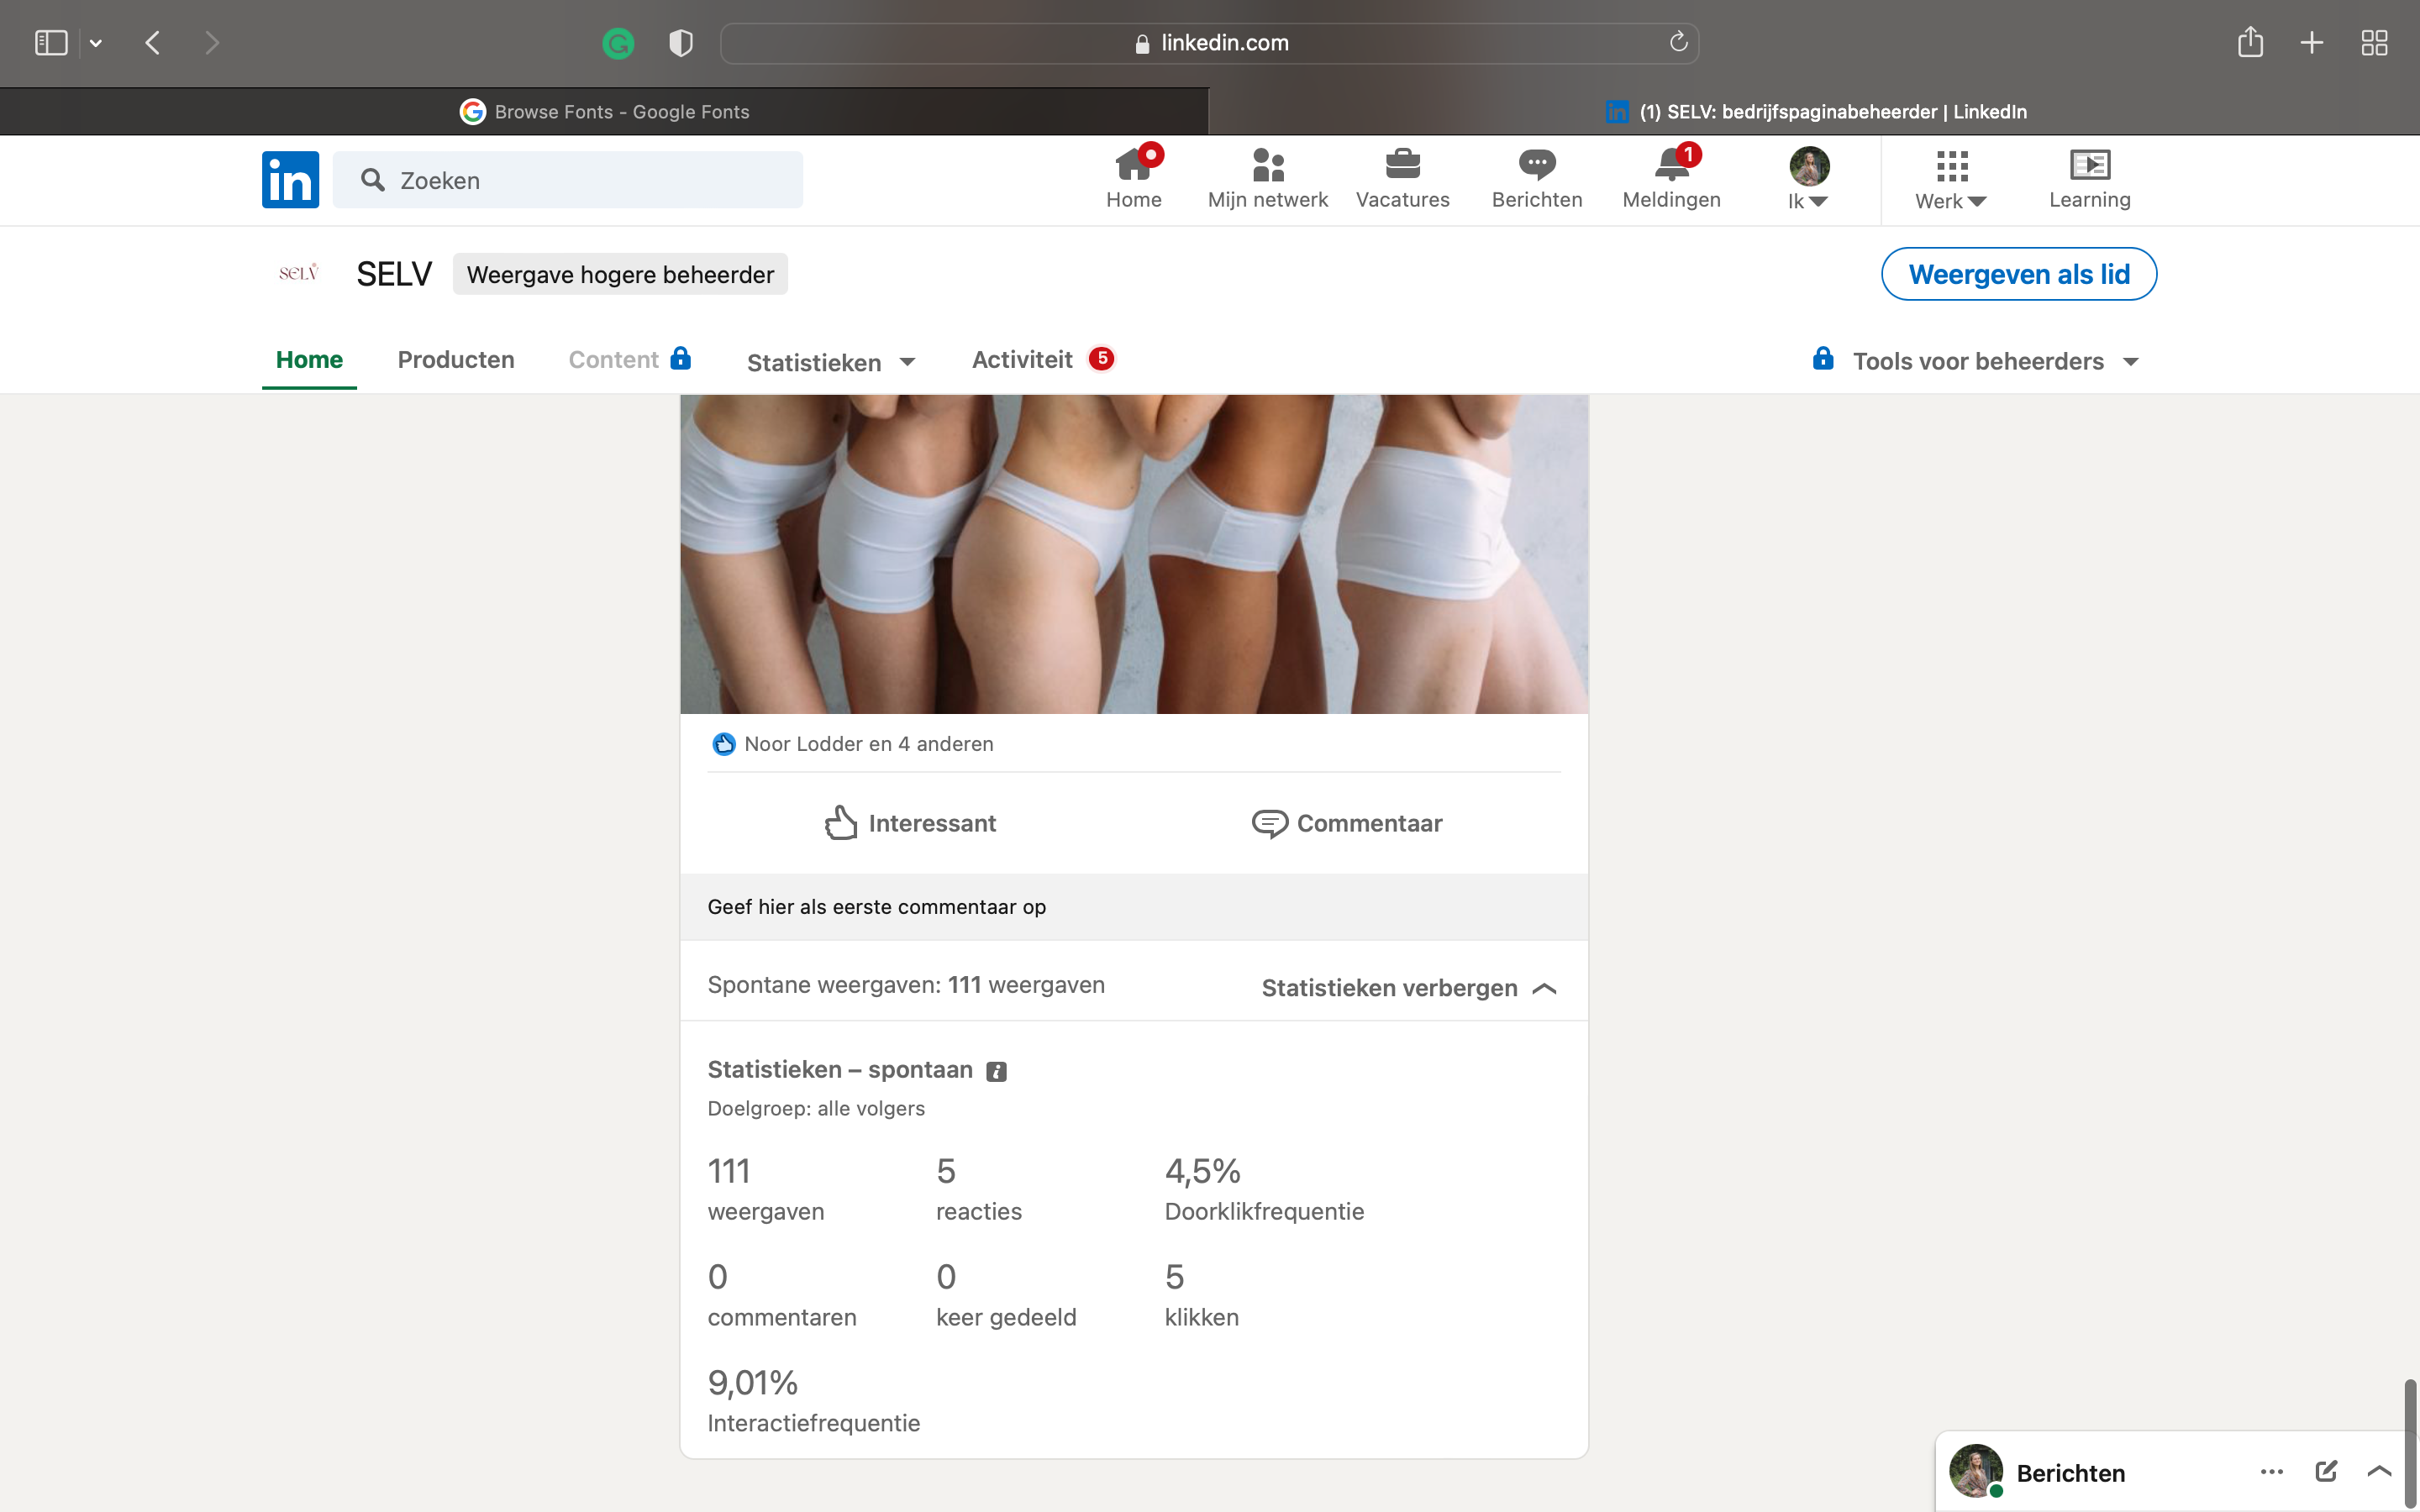 linkedin.com
Browse Fonts - Google Fonts
(1) SELV: bedrijfspaginabeheerder | LinkedIn
in Zoeken
Home
Mijn netwerk
Vacatures
Berichten
1
Meldingen
Ik
Werk
Learning
SELV SELV Weergave hogere beheerder
Weergeven als lid
Home Producten Content Statistieken Activiteit 5
Tools voor beheerders
Noor Lodder en 4 anderen
Interessant Commentaar
Geef hier als eerste commentaar op
Spontane weergaven: 111 weergaven Statistieken verbergen
Statistieken – spontaan
Doelgroep: alle volgers
111 5 4,5%
weergaven reacties Doorklikfrequentie
0 0 5
commentaren keer gedeeld klikken
9,01%
Interactiefrequentie
Berichten